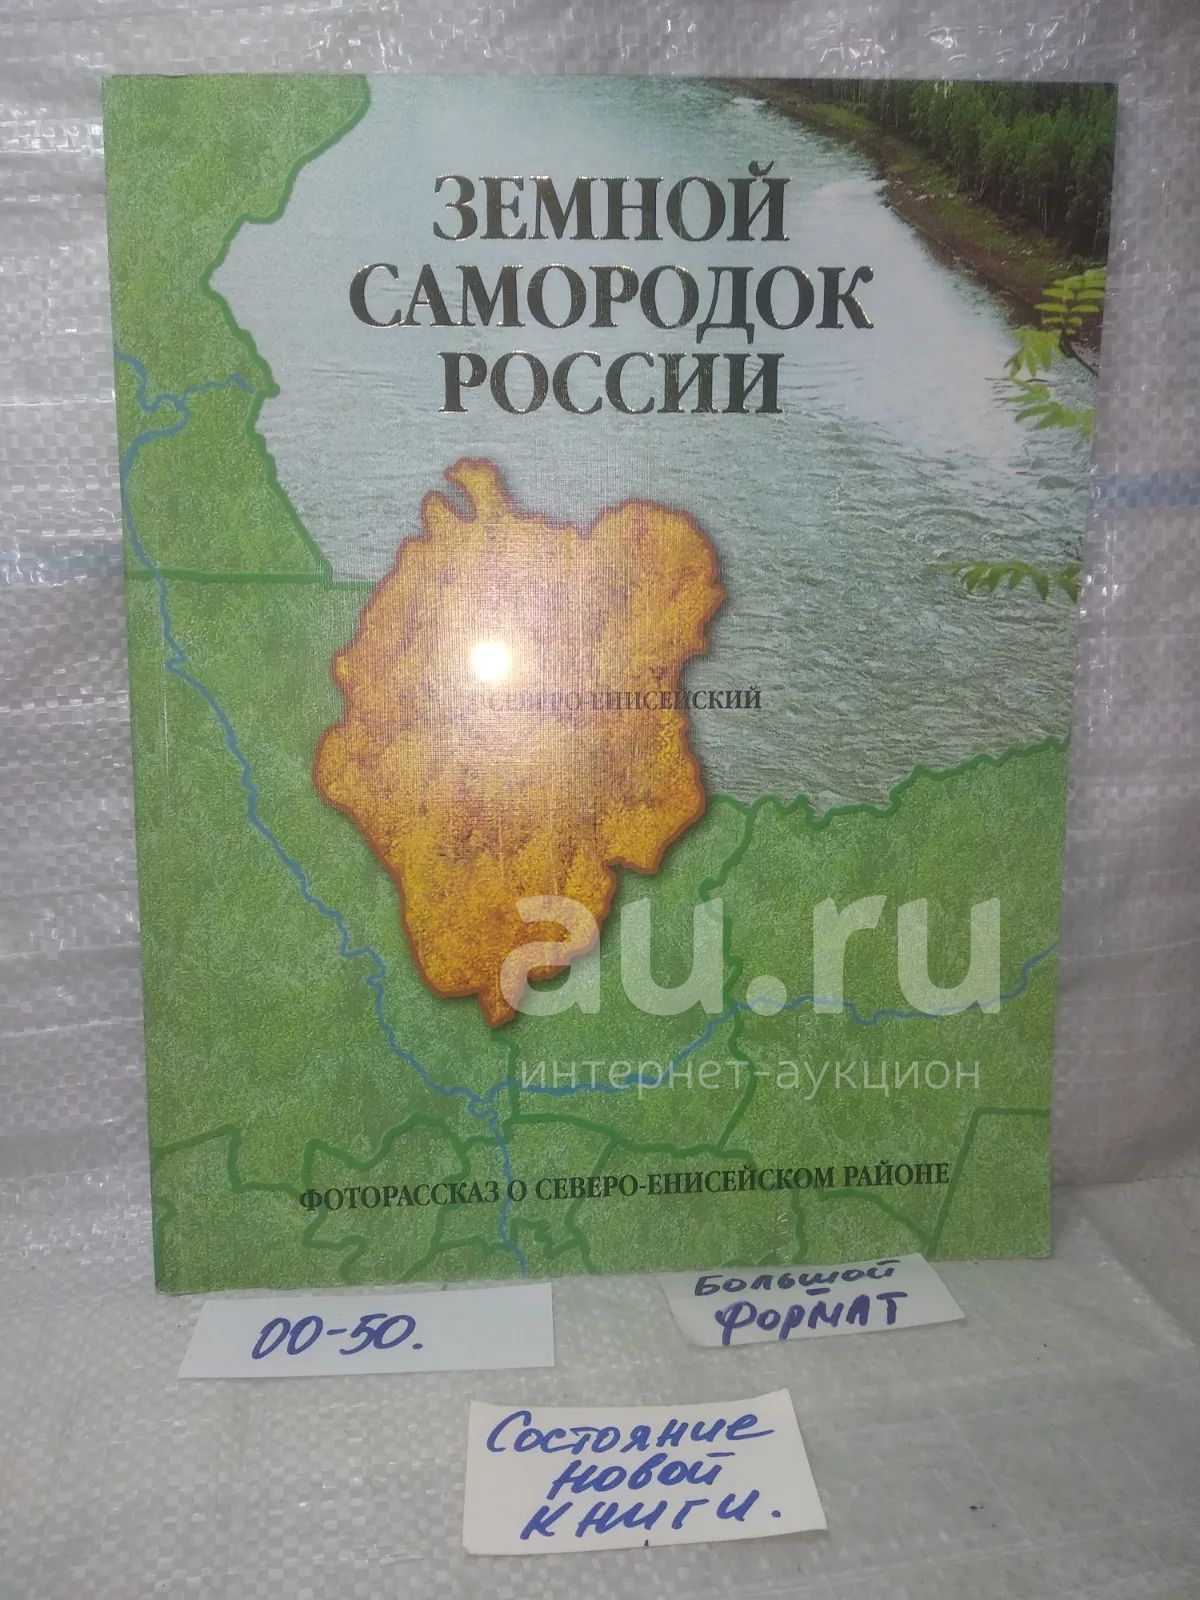 ЗЕМНОЙ
САМОРОДОК
РОССИИ
СЕВЕРО-ЕНИСЕЙСКИЙ
au.ru
интернет-аукцион
ФОТОРАССКАЗ О СЕВЕРО-ЕНИСЕЙСКОМ РАЙОНЕ
00-50.
БОЛЬШОЙ
ФОРМАТ
Состояние
новой
книги.